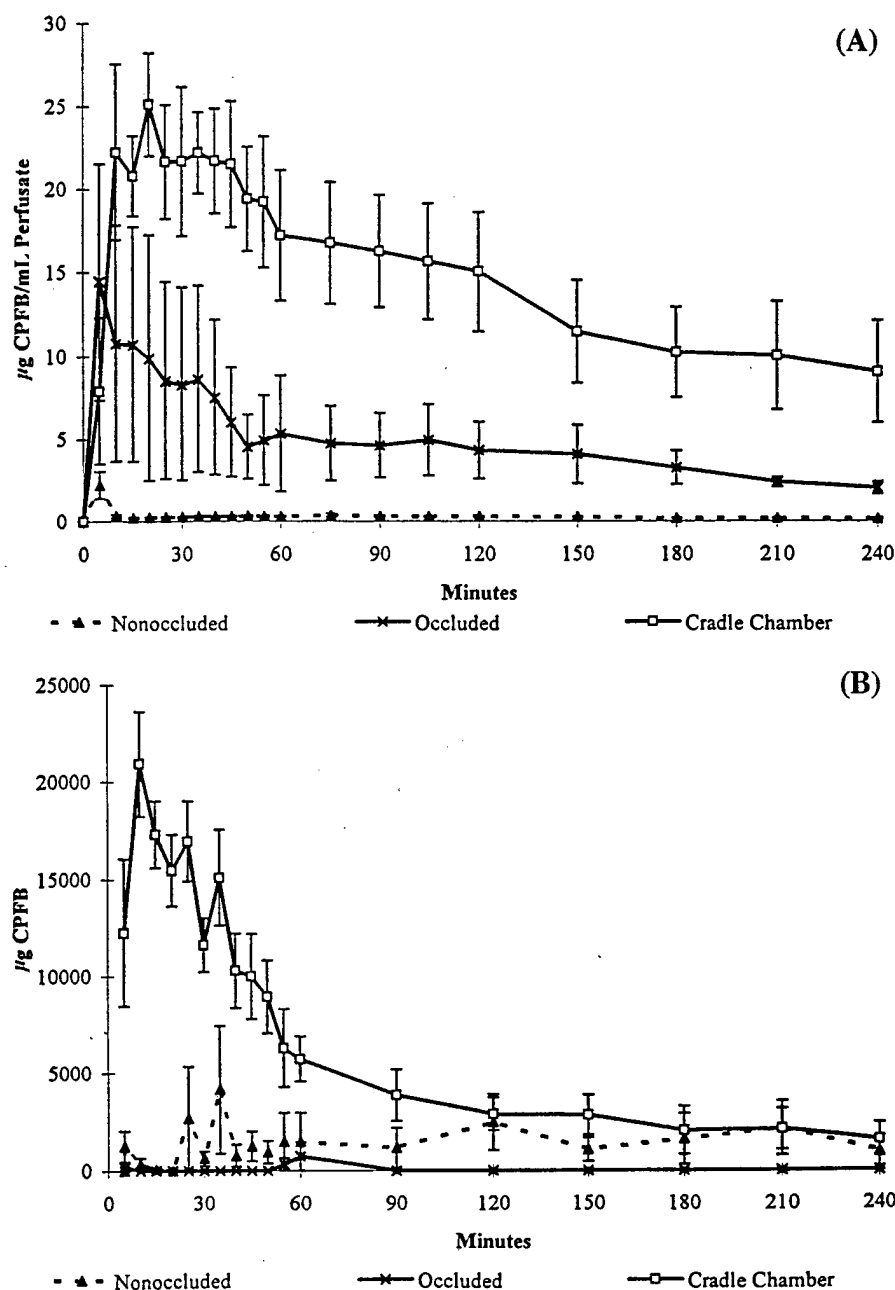 (A)
30
25
20
15
10
5
0
µg CPFB/mL Perfusate
0 30 60 90 120 150 180 210 240
Minutes
Nonoccluded Occluded Cradle Chamber
(B)
25000
20000
15000
10000
5000
0
µg CPFB
0 30 60 90 120 150 180 210 240
Minutes
Nonoccluded Occluded Cradle Chamber